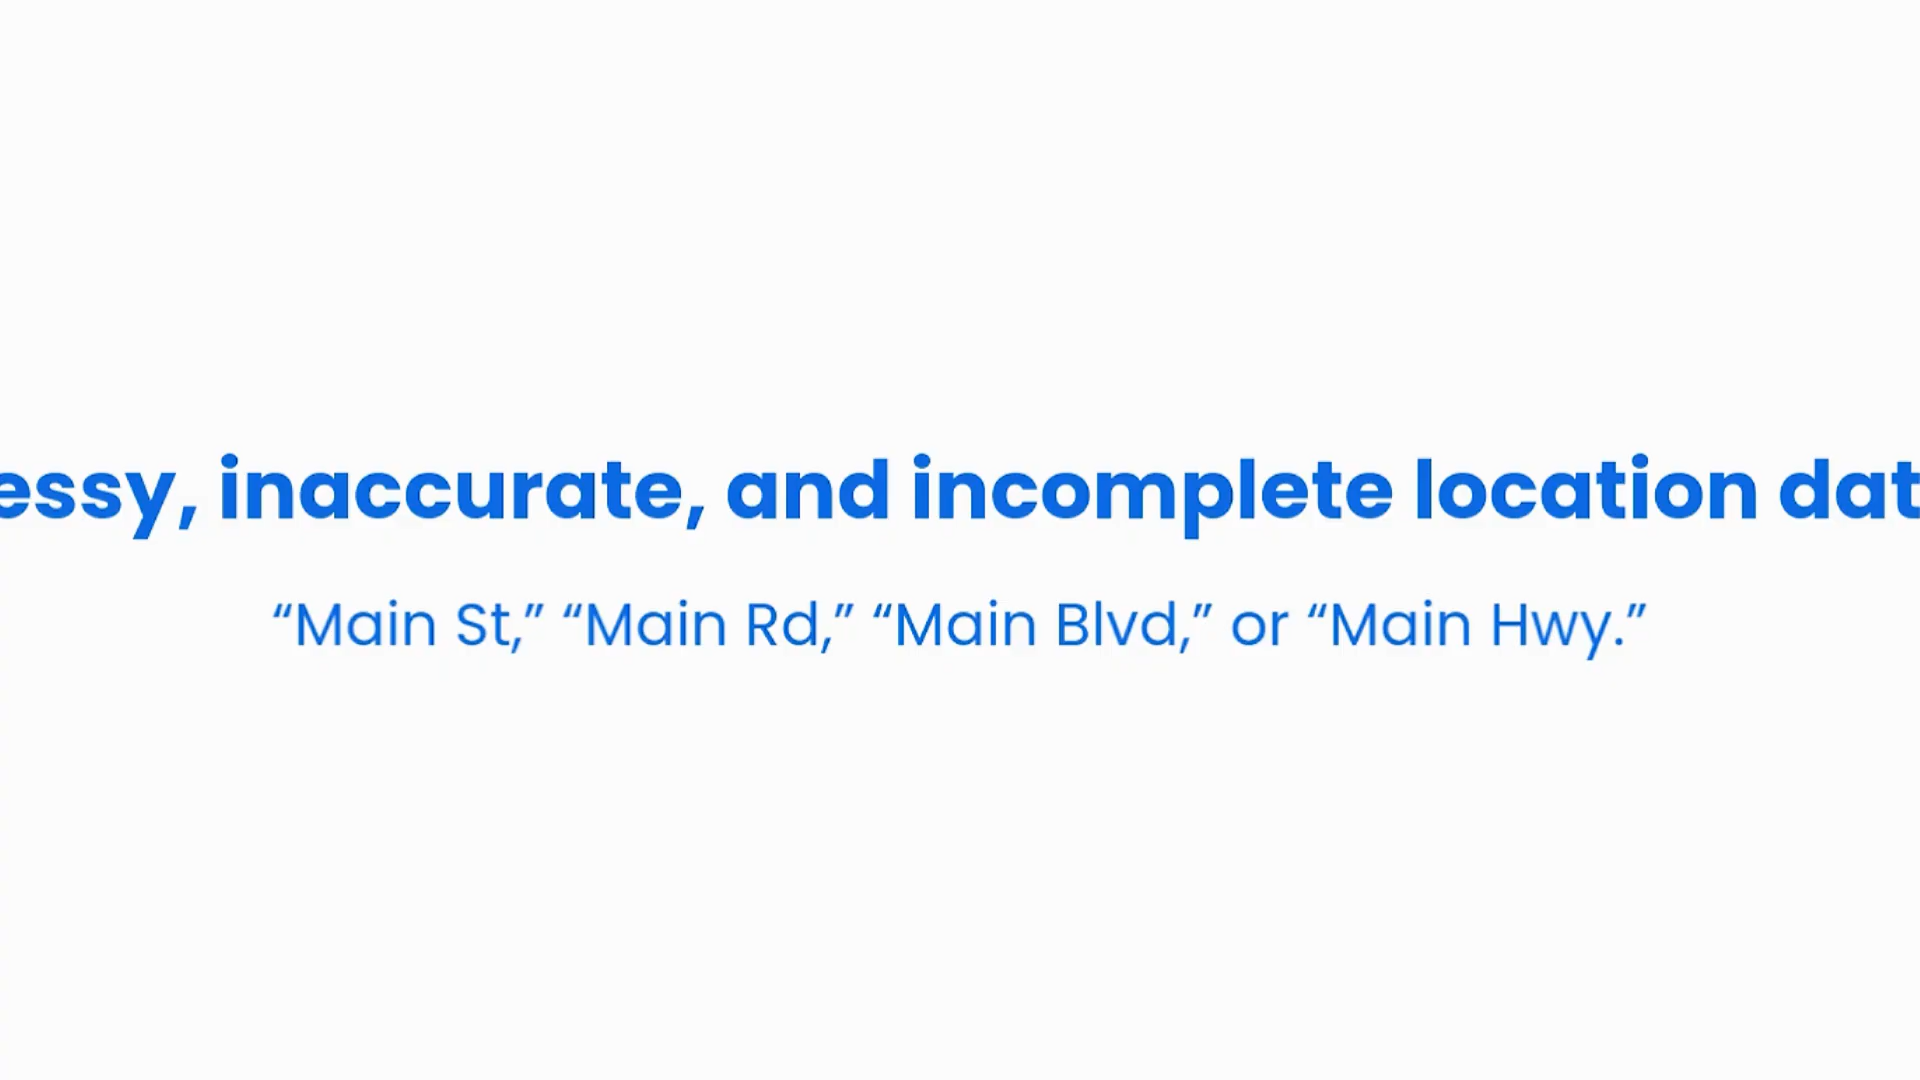 essy, inaccurate, and incomplete location dat
“Main St,” “Main Rd,” “Main Blvd,” or “Main Hwy.”